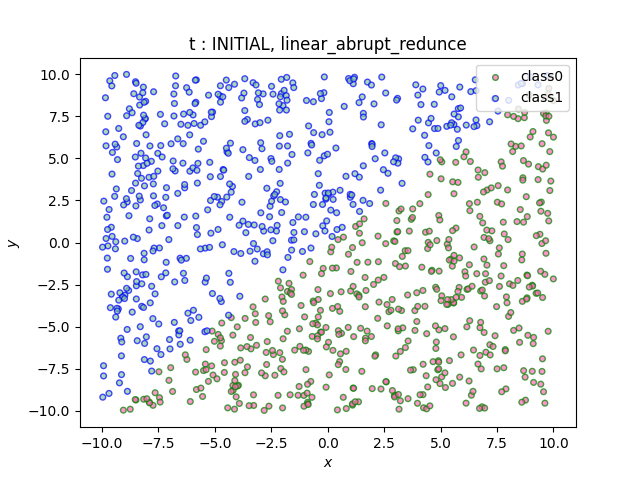 t : INITIAL, linear_abrupt_redunce
class0
class1
10.0
7.5
5.0
2.5
0.0
−2.5
−5.0
−7.5
−10.0
y
−10.0 −7.5 −5.0 −2.5 0.0 2.5 5.0 7.5 10.0
x